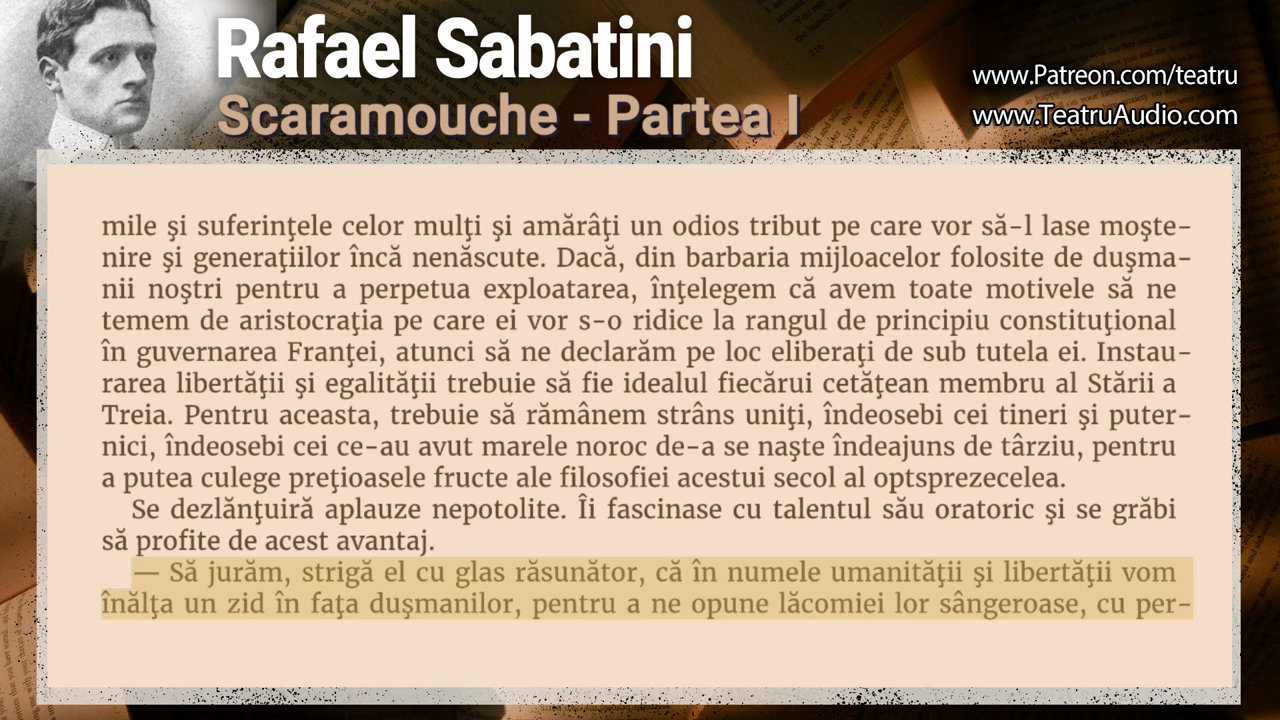 Rafael Sabatini
Scaramouche - Partea I
www.Patreon.com/teatru
www.TeatruAudio.com
mile şi suferinţele celor mulţi şi amărâţi un odios tribut pe care vor să-l lase moşte-
nire şi generaţiilor încă nenăscute. Dacă, din barbaria mijloacelor folosite de duşma-
nii noştri pentru a perpetua exploatarea, înţelegem că avem toate motivele să ne
temem de aristocraţia pe care ei vor s-o ridice la rangul de principiu constituţional
în guvernarea Franţei, atunci să ne declarăm pe loc eliberaţi de sub tutela ei. Instau-
rarea libertăţii şi egalităţii trebuie să fie idealul fiecărui cetăţean membru al Stării a
Treia. Pentru aceasta, trebuie să rămânem strâns uniţi, îndeosebi cei tineri şi puter-
nici, îndeosebi cei ce-au avut marele noroc de-a se naşte îndeajuns de târziu, pentru
a putea culege preţioasele fructe ale filosofiei acestui secol al optsprezecelea.
Se dezlănţuiră aplauze nepotolite. Îi fascinase cu talentul său oratoric şi se grăbi
să profite de acest avantaj.
— Să jurăm, strigă el cu glas răsunător, că în numele umanităţii şi libertăţii vom
înălţa un zid în faţa duşmanilor, pentru a ne opune lăcomiei lor sângeroase, cu per-